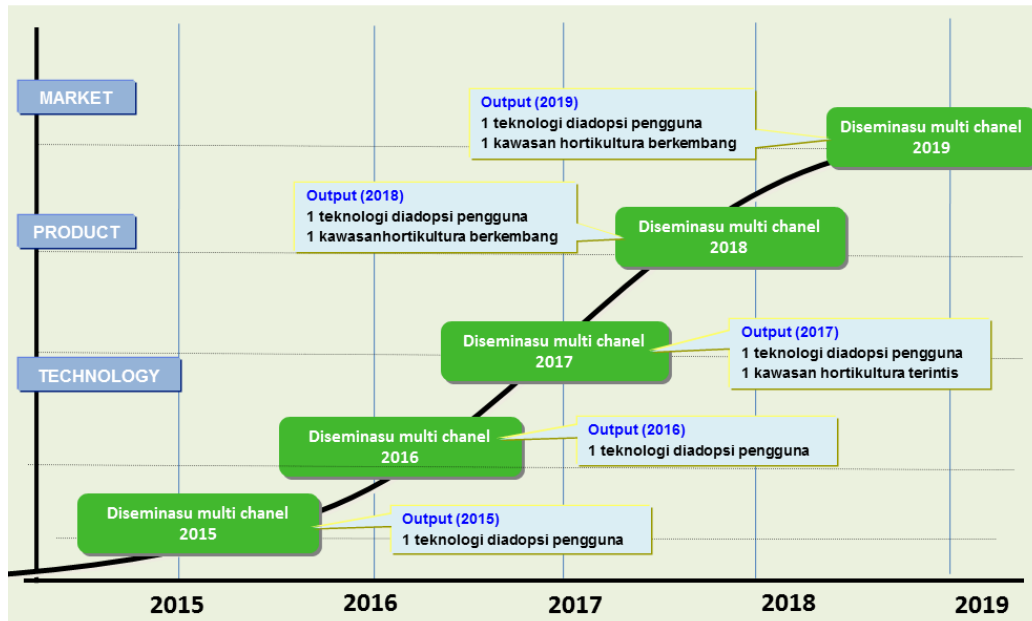 MARKET
Output (2019)
1 teknologi diadopsi pengguna
1 kawasan hortikultura berkembang
Diseminasu multi chanel
2019
Output (2018)
1 teknologi diadopsi pengguna
1 kawasanhortikultura berkembang
PRODUCT
Diseminasu multi chanel
2018
Diseminasu multi chanel
2017
Output (2017)
1 teknologi diadopsi pengguna
1 kawasan hortikultura terintis
TECHNOLOGY
Diseminasu multi chanel
2016
Output (2016)
1 teknologi diadopsi pengguna
Diseminasu multi chanel
2015
Output (2015)
1 teknologi diadopsi pengguna
2015
2016
2017
2018
2019